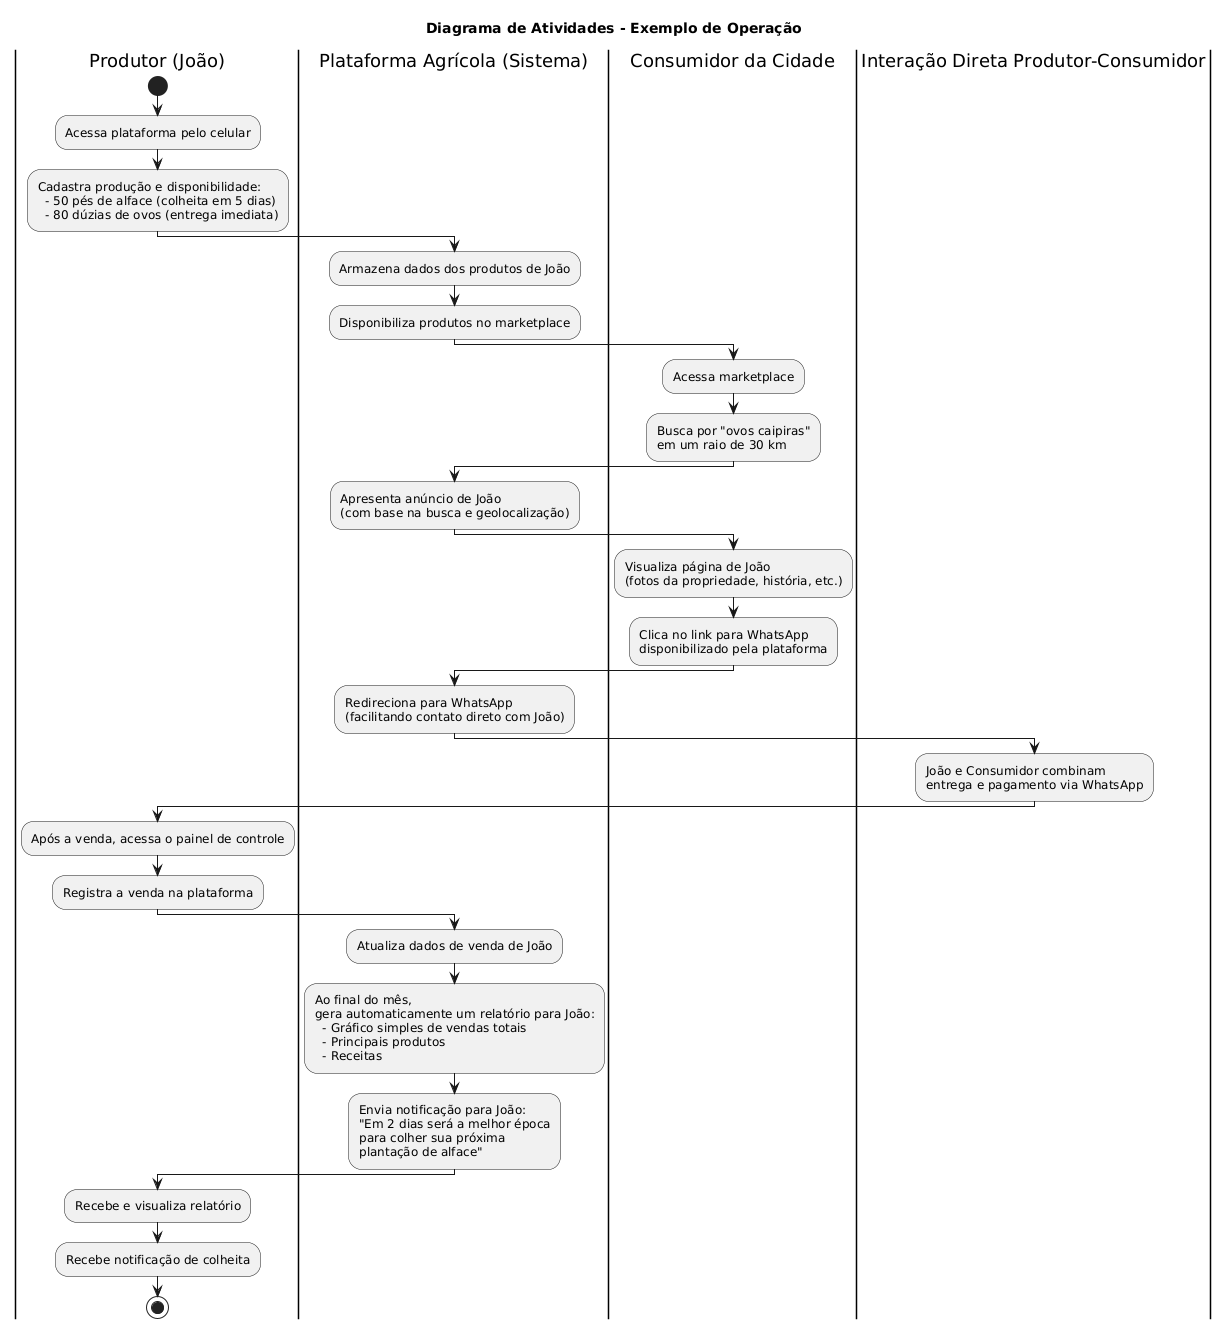 Diagrama de Atividades - Exemplo de Operação
Produtor (João)
Plataforma Agrícola (Sistema)
Consumidor da Cidade
Interação Direta Produtor-Consumidor
Acessa plataforma pelo celular
Cadastra produção e disponibilidade:
- 50 pés de alface (colheita em 5 dias)
- 80 dúzias de ovos (entrega imediata)
Armazena dados dos produtos de João
Disponibiliza produtos no marketplace
Acessa marketplace
Busca por "ovos caipiras"
em um raio de 30 km
Apresenta anúncio de João
(com base na busca e geolocalização)
Visualiza página de João
(fotos da propriedade, história, etc.)
Clica no link para WhatsApp
disponibilizado pela plataforma
Redireciona para WhatsApp
(facilitando contato direto com João)
João e Consumidor combinam
entrega e pagamento via WhatsApp
Após a venda, acessa o painel de controle
Registra a venda na plataforma
Atualiza dados de venda de João
Ao final do mês,
gera automaticamente um relatório para João:
- Gráfico simples de vendas totais
- Principais produtos
- Receitas
Envia notificação para João:
"Em 2 dias será a melhor época
para colher sua próxima
plantação de alface"
Recebe e visualiza relatório
Recebe notificação de colheita